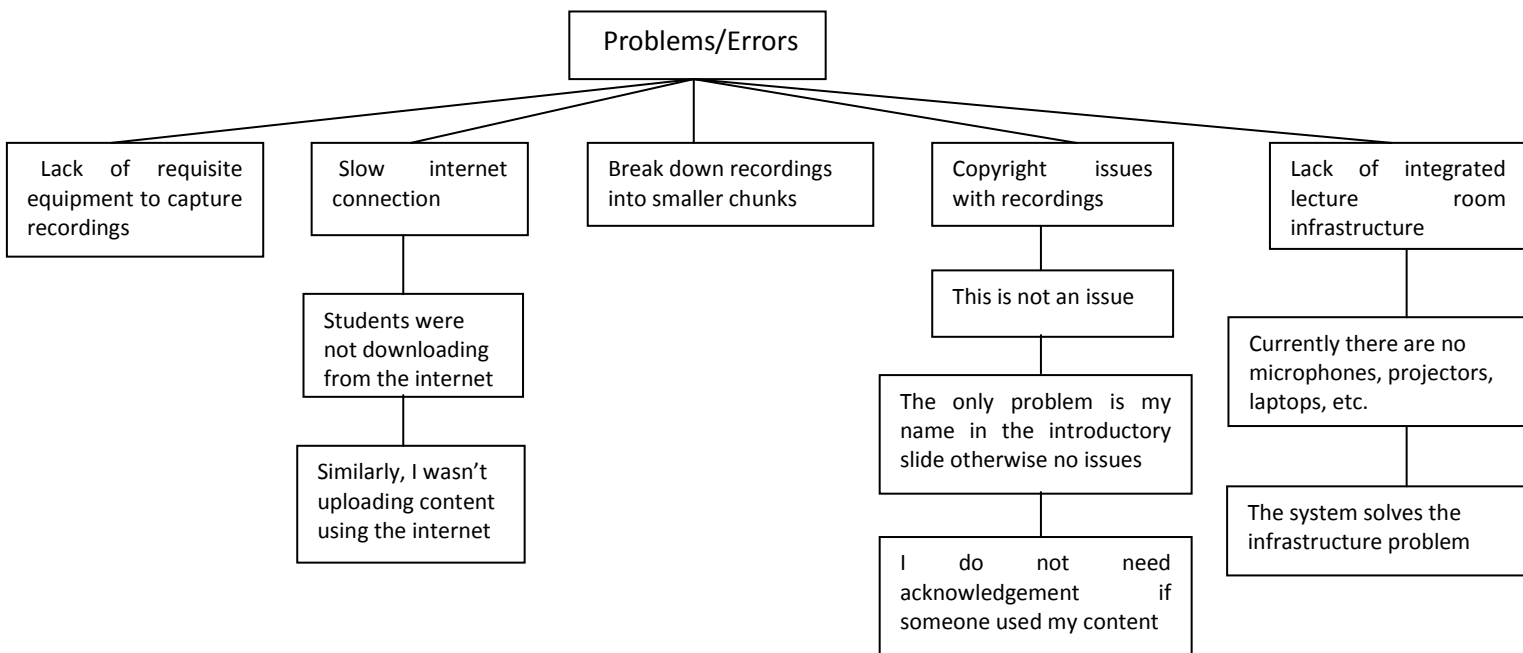 Problems/Errors
Lack of requisite
equipment to capture
recordings
Slow internet
connection
Break down recordings
into smaller chunks
Copyright issues
with recordings
Lack of integrated
lecture room
infrastructure
Students were
not downloading
from the internet
Similarly, I wasn't
uploading content
using the internet
This is not an issue
The only problem is my
name in the introductory
slide otherwise no issues
I do not need
acknowledgement if
someone used my content
Currently there are no
microphones, projectors,
laptops, etc.
The system solves the
infrastructure problem